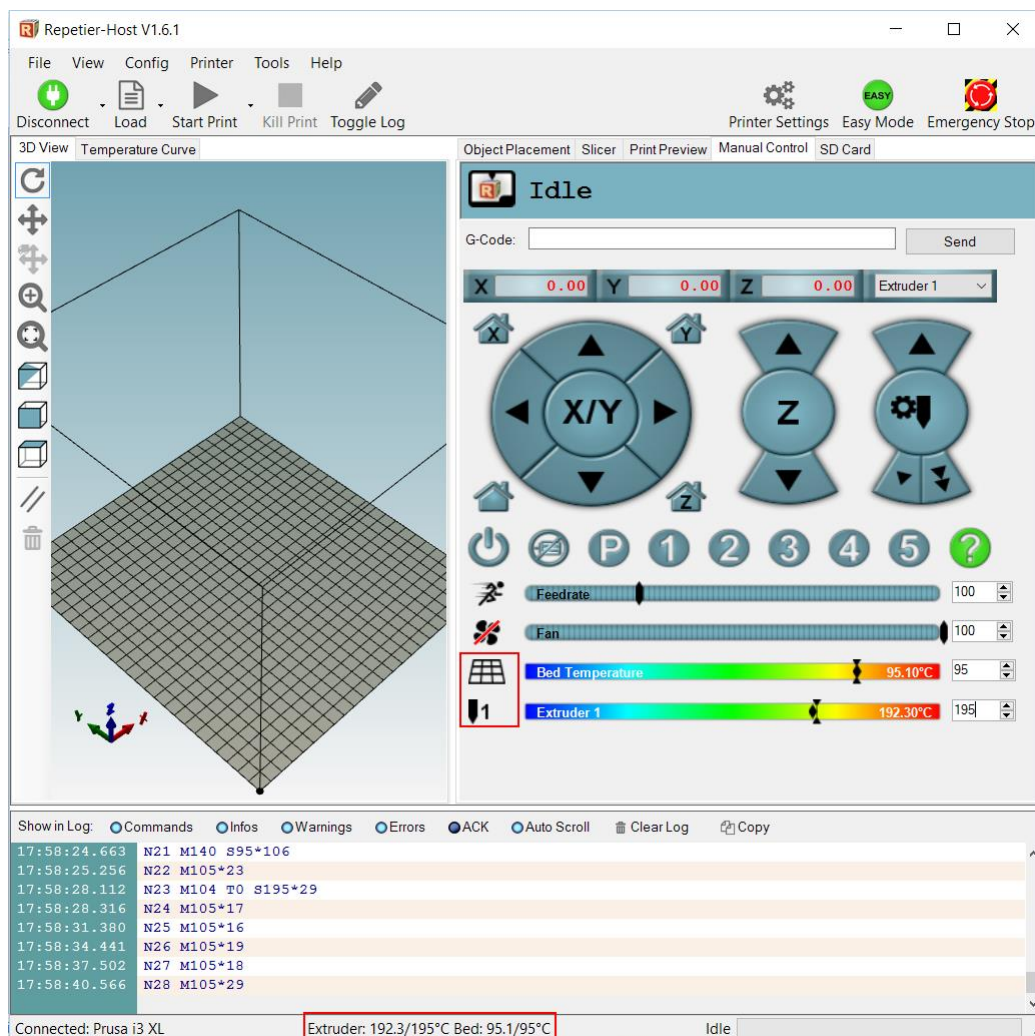 Repetier-Host V1.6.1
File View Config Printer Tools Help
Disconnect Load Start Print Kill Print Toggle Log Printer Settings EASY Easy Mode Emergency Stop
3D View Temperature Curve Object Placement Slicer Print Preview Manual Control SD Card
R Idle
G-Code: Send
X 0.00 Y 0.00 Z 0.00 Extruder 1
X Y
X/Y Z
Z
P 1 2 3 4 5 ?
Feedrate 100
Fan 100
Bed Temperature 95.10°C 95
1 Extruder 1 192.30°C 195
Y Z X
Show in Log: Commands Infos Warnings Errors ACK Auto Scroll Clear Log Copy
17:58:24.663 N21 M140 S95*106
17:58:25.256 N22 M105*23
17:58:28.112 N23 M104 T0 S195*29
17:58:28.316 N24 M105*17
17:58:31.380 N25 M105*16
17:58:34.441 N26 M105*19
17:58:37.502 N27 M105*18
17:58:40.566 N28 M105*29
Connected: Prusa i3 XL Extruder: 192.3/195°C Bed: 95.1/95°C Idle